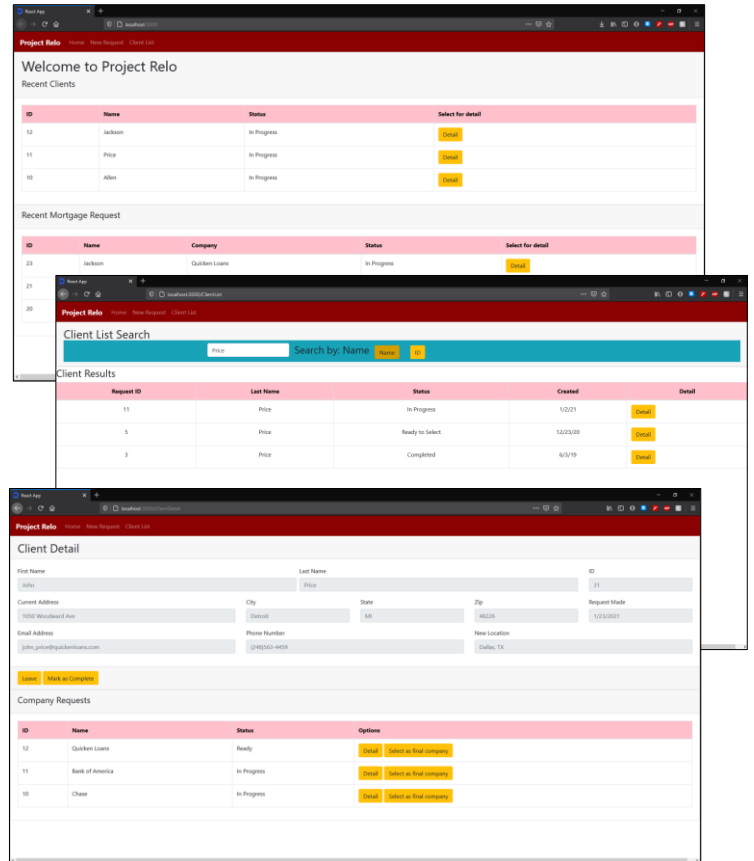 React App
localhost:3000
Project Relo Home New Request Client List
Welcome to Project Relo
Recent Clients
ID Name Status Select for detail
12 Jackson In Progress Detail
11 Price In Progress Detail
10 Allen In Progress Detail
Recent Mortgage Request
ID Name Company Status Select for detail
23 Jackson Quicken Loans In Progress Detail
21
20
React App
localhost:3000/ClientList
Project Relo Home New Request Client List
Client List Search
Price Search by: Name Name ID
Client Results
Request ID Last Name Status Created Detail
11 Price In Progress 1/2/21 Detail
5 Price Ready to Select 12/23/20 Detail
3 Price Completed 6/3/19 Detail
React App
localhost:3000/ClientDetail
Project Relo Home New Request Client List
Client Detail
First Name Last Name ID
John Price 31
Current Address City State Zip Request Made
1050 Woodward Ave Detroit MI 48226 1/23/2021
Email Address Phone Number New Location
john_price@quickenloans.com (248)563-4459 Dallas, TX
Leave Mark as Complete
Company Requests
ID Name Status Options
12 Quicken Loans Ready Detail Select as final company
11 Bank of America In Progress Detail Select as final company
10 Chase In Progress Detail Select as final company